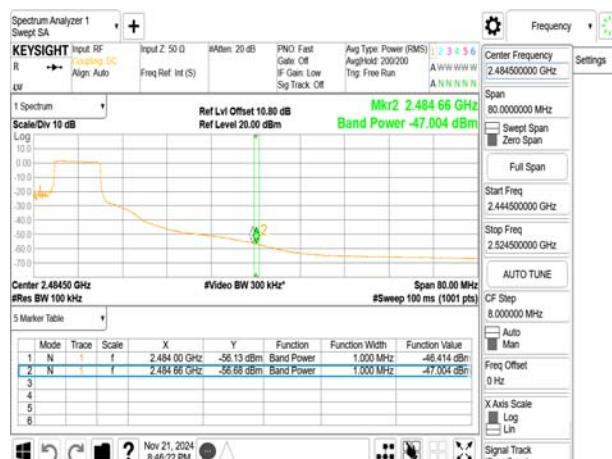 Spectrum Analyzer 1
Swept SA
Frequency
KEYSIGHT
Input: RF
Coupling: DC
Align: Auto
Input Z: 50 Ω
Freq Ref: Int (S)
#Atten: 20 dB
PNO: Fast
Gate: Off
IF Gain: Low
Sig Track: Off
Avg Type: Power (RMS)
Avg|Hold: 200/200
Trig: Free Run
1 2 3 4 5 6
A W W W W W
A N N N N N
R
1 Spectrum
Scale/Div 10 dB
Log
Ref Lvl Offset 10.80 dB
Ref Level 20.00 dBm
Mkr2 2.484 66 GHz
Band Power -47.004 dBm
10.0
0.00
-10.0
-20.0
-30.0
-40.0
-50.0
-60.0
-70.0
2
Center 2.48450 GHz
#Video BW 300 kHz*
Span 80.00 MHz
#Res BW 100 kHz
#Sweep 100 ms (1001 pts)
5 Marker Table
Mode Trace Scale X Y Function Function Width Function Value
1 N 1 f 2.484 00 GHz -56.13 dBm Band Power 1.000 MHz -46.414 dBm
2 N 1 f 2.484 66 GHz -56.68 dBm Band Power 1.000 MHz -47.004 dBm
3
4
5
6
Nov 21, 2024
8:46:22 PM
Center Frequency
2.484500000 GHz
Settings
Span
80.0000000 MHz
Swept Span
Zero Span
Full Span
Start Freq
2.444500000 GHz
Stop Freq
2.524500000 GHz
AUTO TUNE
CF Step
8.000000 MHz
Auto
Man
Freq Offset
0 Hz
X Axis Scale
Log
Lin
Signal Track